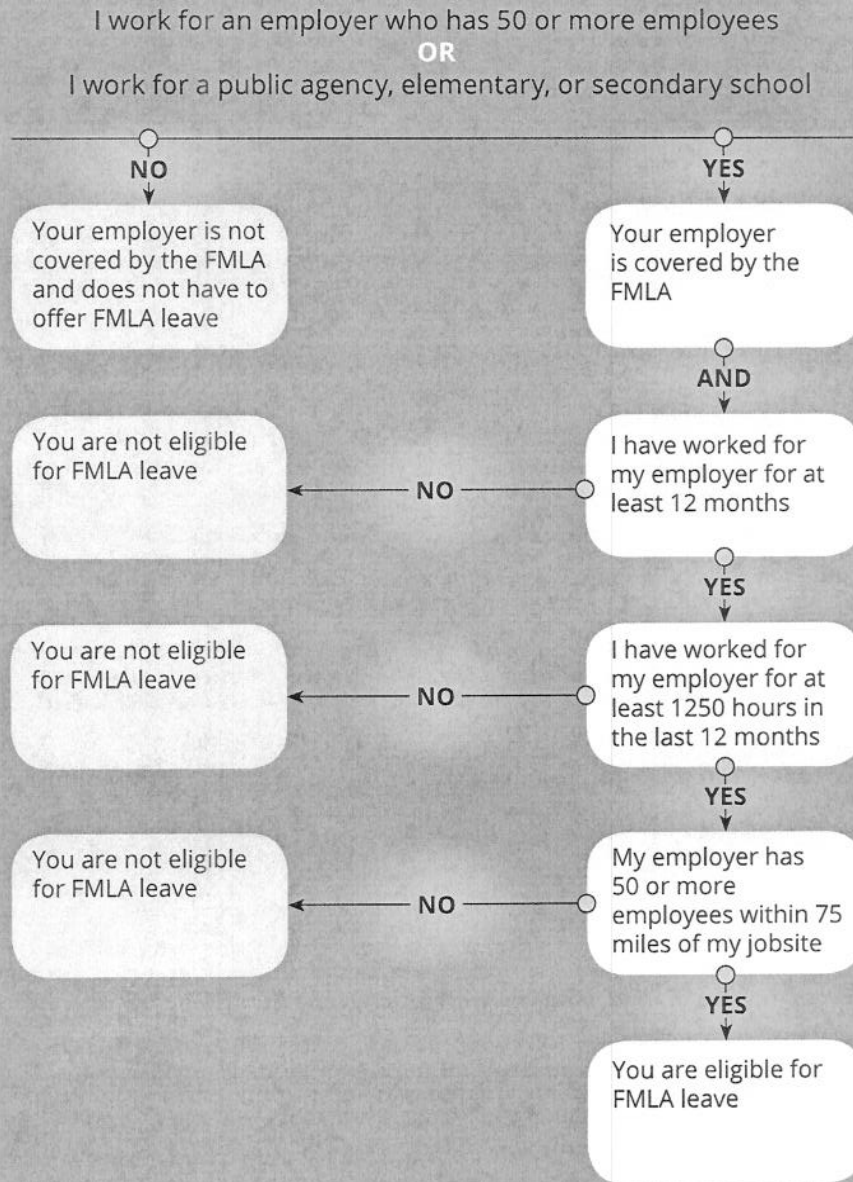 I work for an employer who has 50 or more employees
OR
I work for a public agency, elementary, or secondary school
NO
YES
Your employer is not
covered by the FMLA
and does not have to
offer FMLA leave
Your employer
is covered by the
FMLA
AND
You are not eligible
for FMLA leave
NO
I have worked for
my employer for at
least 12 months
YES
You are not eligible
for FMLA leave
NO
I have worked for
my employer for at
least 1250 hours in
the last 12 months
YES
You are not eligible
for FMLA leave
NO
My employer has
50 or more
employees within 75
miles of my jobsite
YES
You are eligible for
FMLA leave